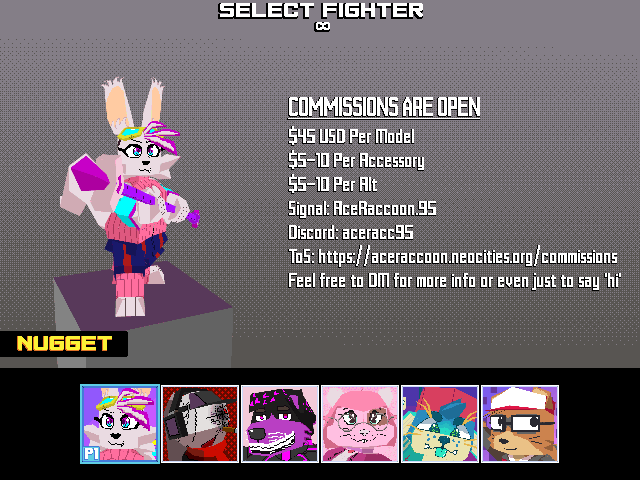 SELECT FIGHTER
∞
COMMISSIONS ARE OPEN
$45 USD Per Model
$5-10 Per Accessory
$5-10 Per Alt
Signal: AceRaccoon.95
Discord: aceracc95
ToS: https://aceraccoon.neocities.org/commissions
Feel free to DM for more info or even just to say 'hi'
NUGGET
P1